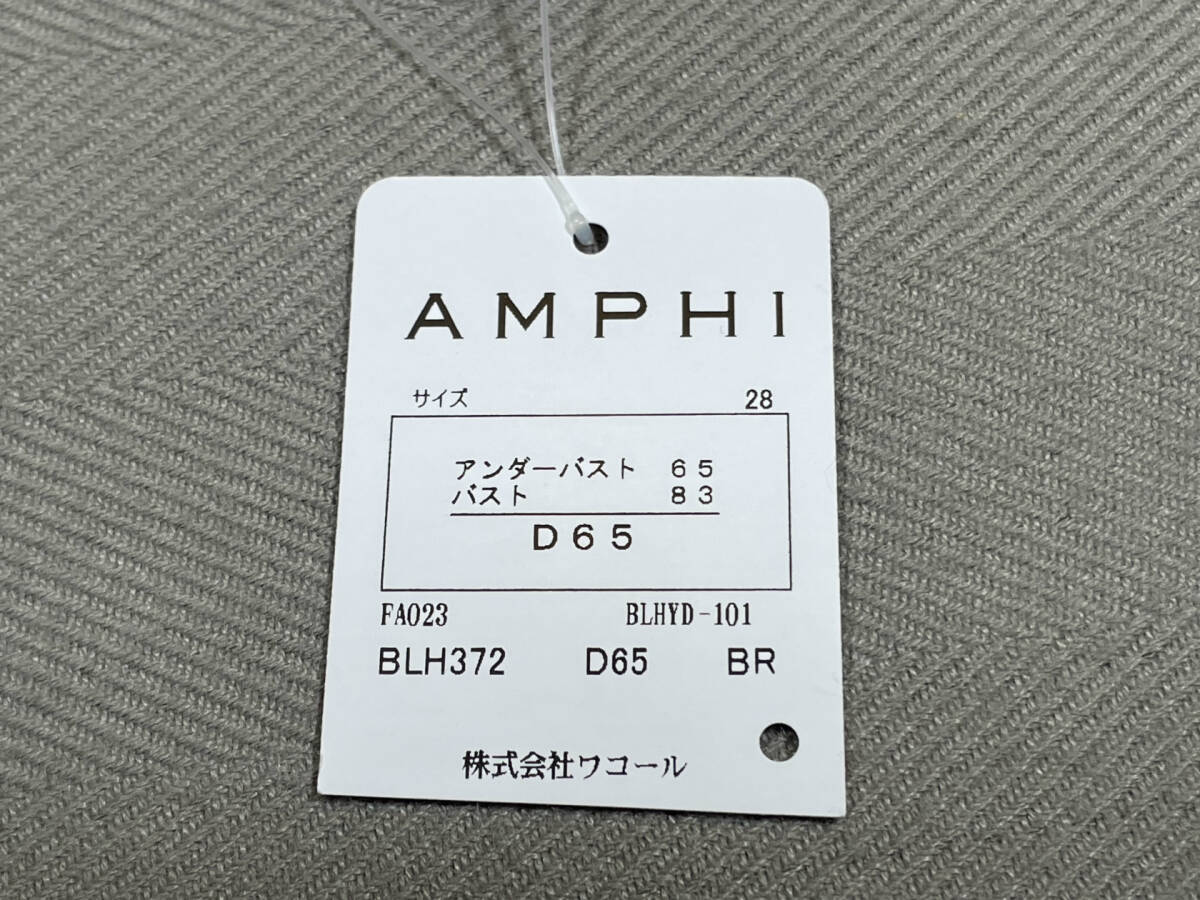 AMPHI
サイズ 28
アンダーバスト ６５
バスト ８３
Ｄ６５
FA023 BLHYD-101
BLH372 D65 BR
株式会社ワコール